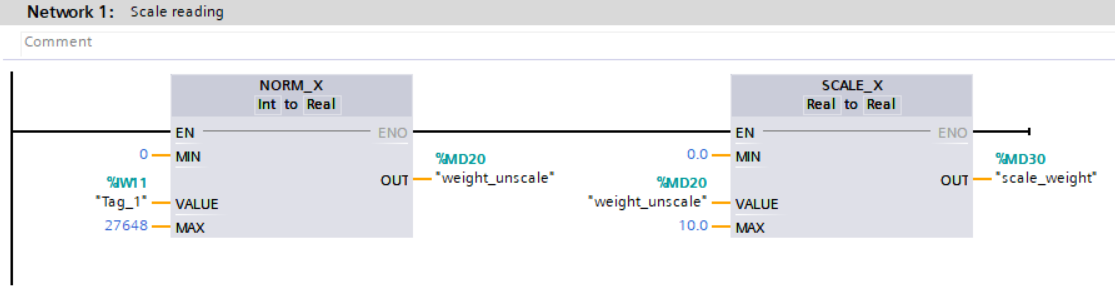 Network 1: Scale reading
Comment
NORM_X
Int to Real
EN ENO
0 MIN
%IW11
"Tag_1" VALUE
27648 MAX
%MD20
OUT "weight_unscale"
SCALE_X
Real to Real
EN ENO
0.0 MIN
%MD20
"weight_unscale" VALUE
10.0 MAX
%MD30
OUT "scale_weight"